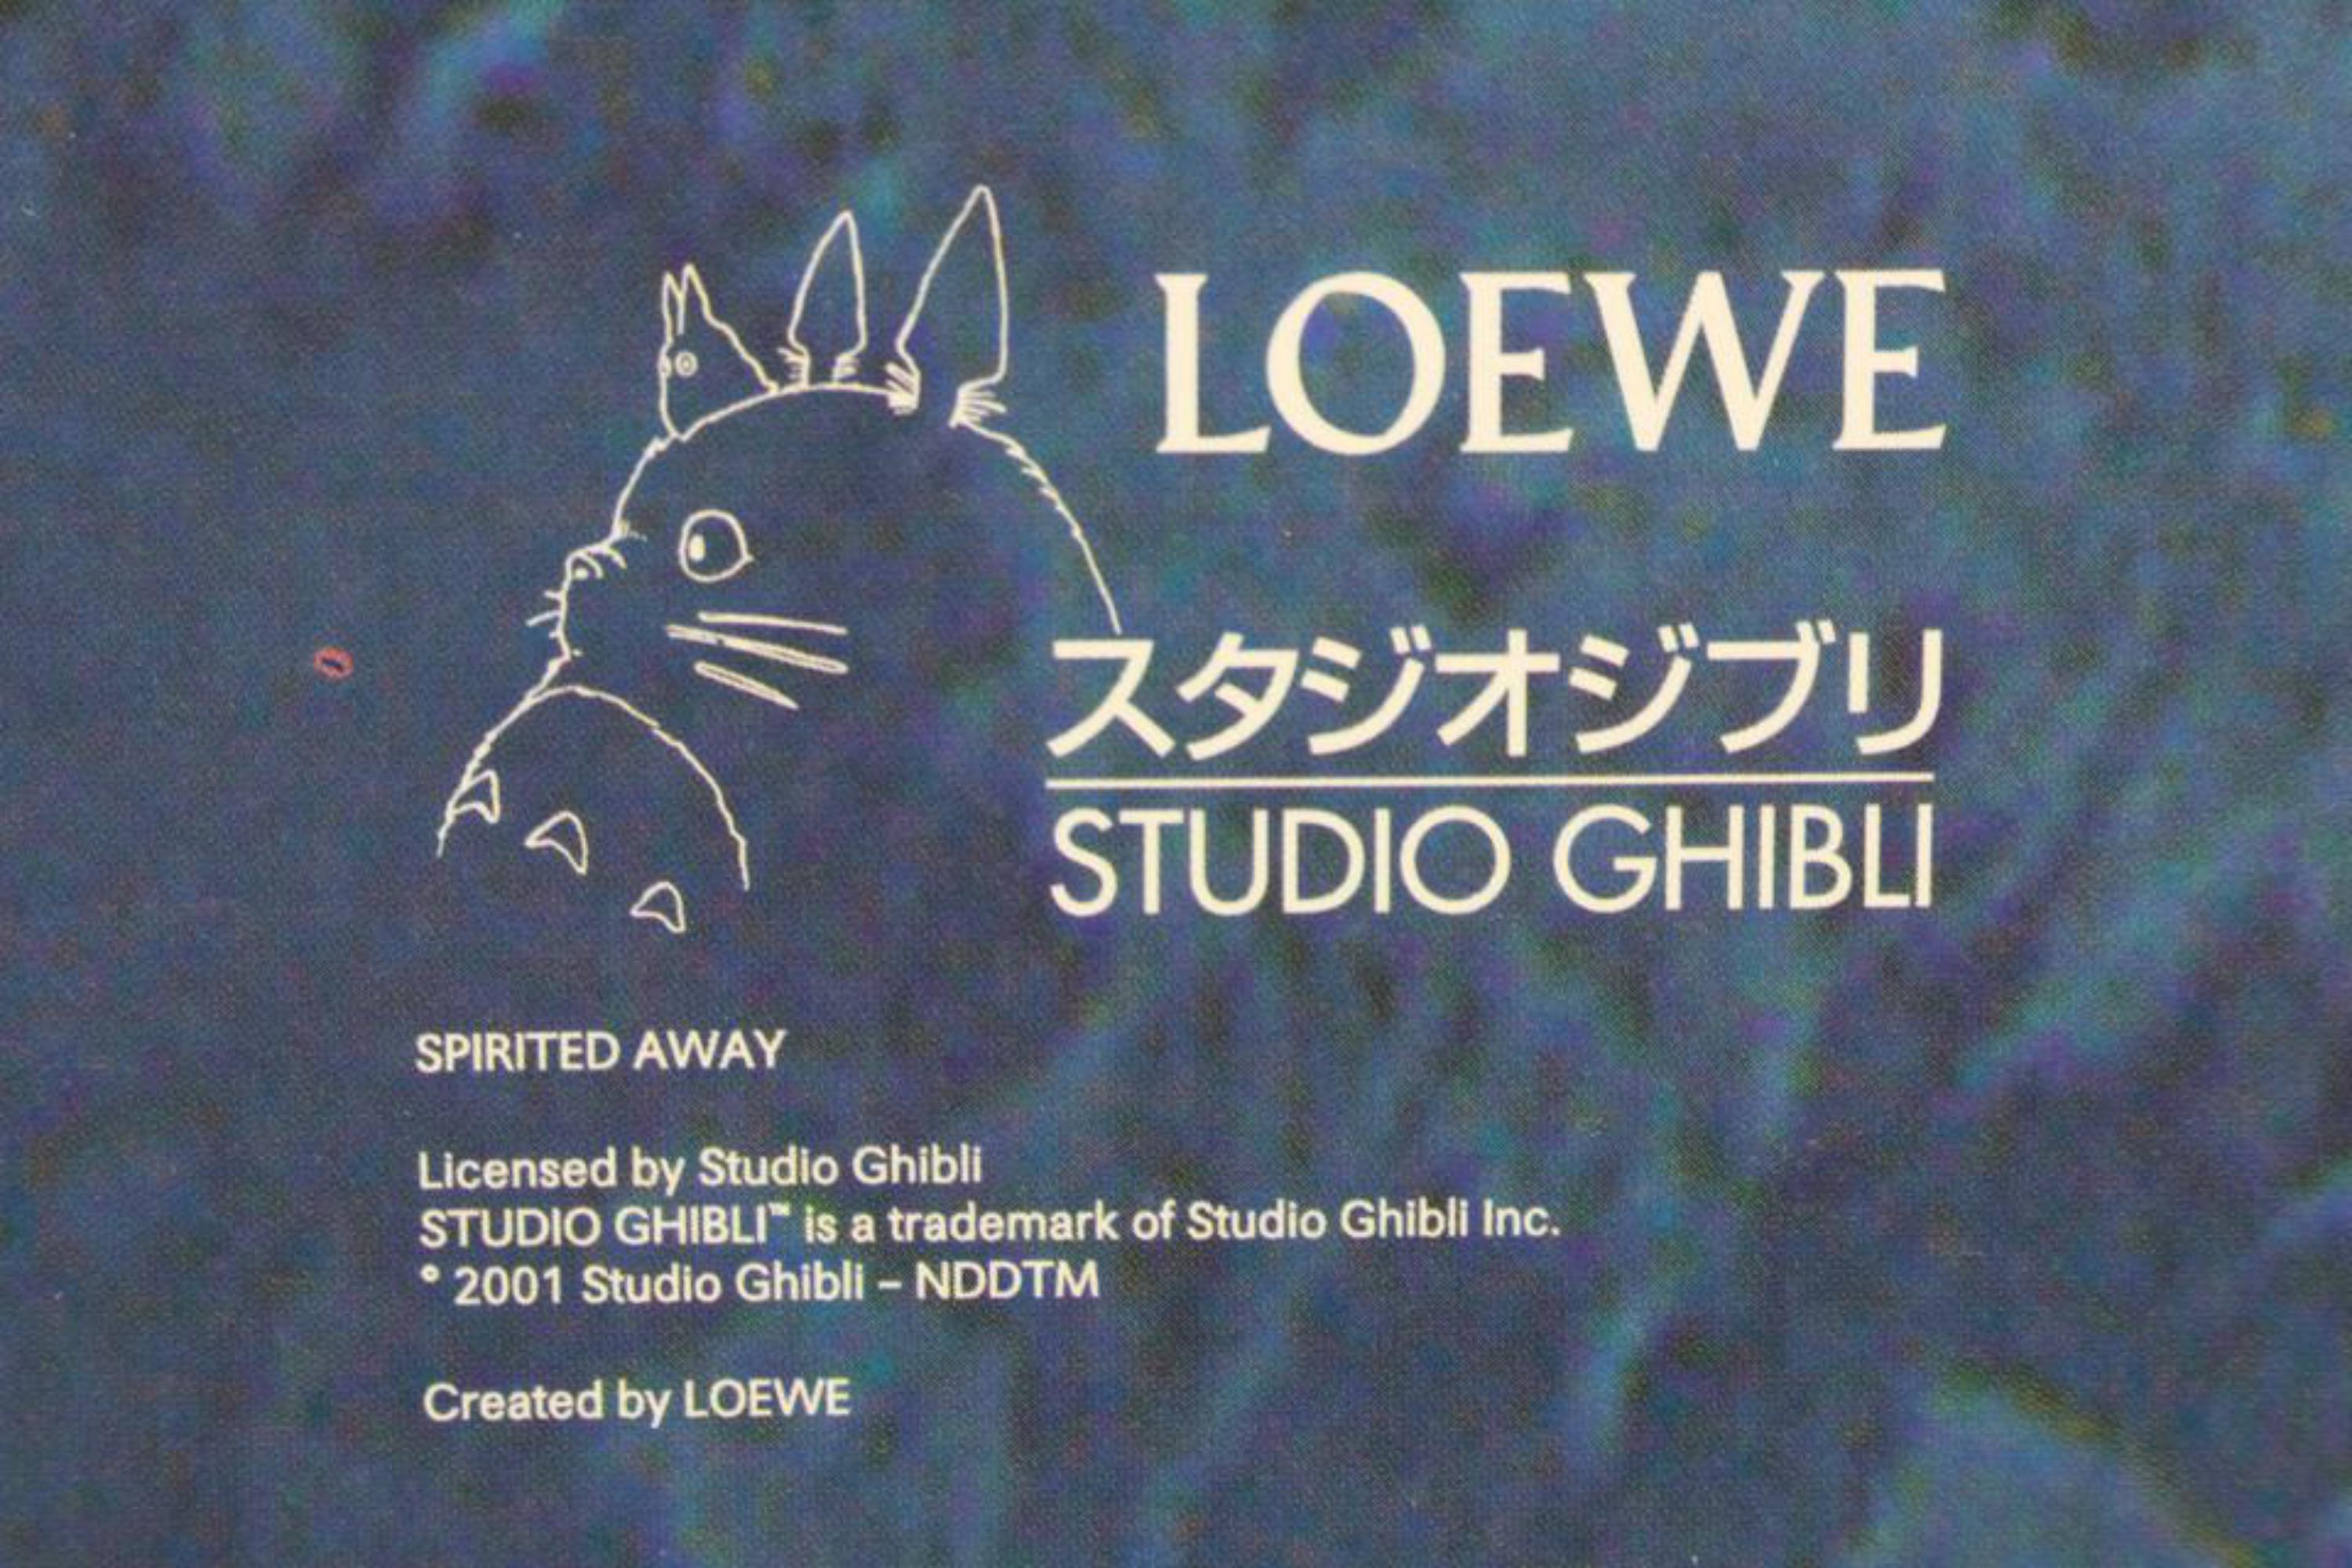 LOEWE
スタジオジブリ
STUDIO GHIBLI
SPIRITED AWAY
Licensed by Studio Ghibli
STUDIO GHIBLI™ is a trademark of Studio Ghibli Inc.
© 2001 Studio Ghibli – NDDTM
Created by LOEWE